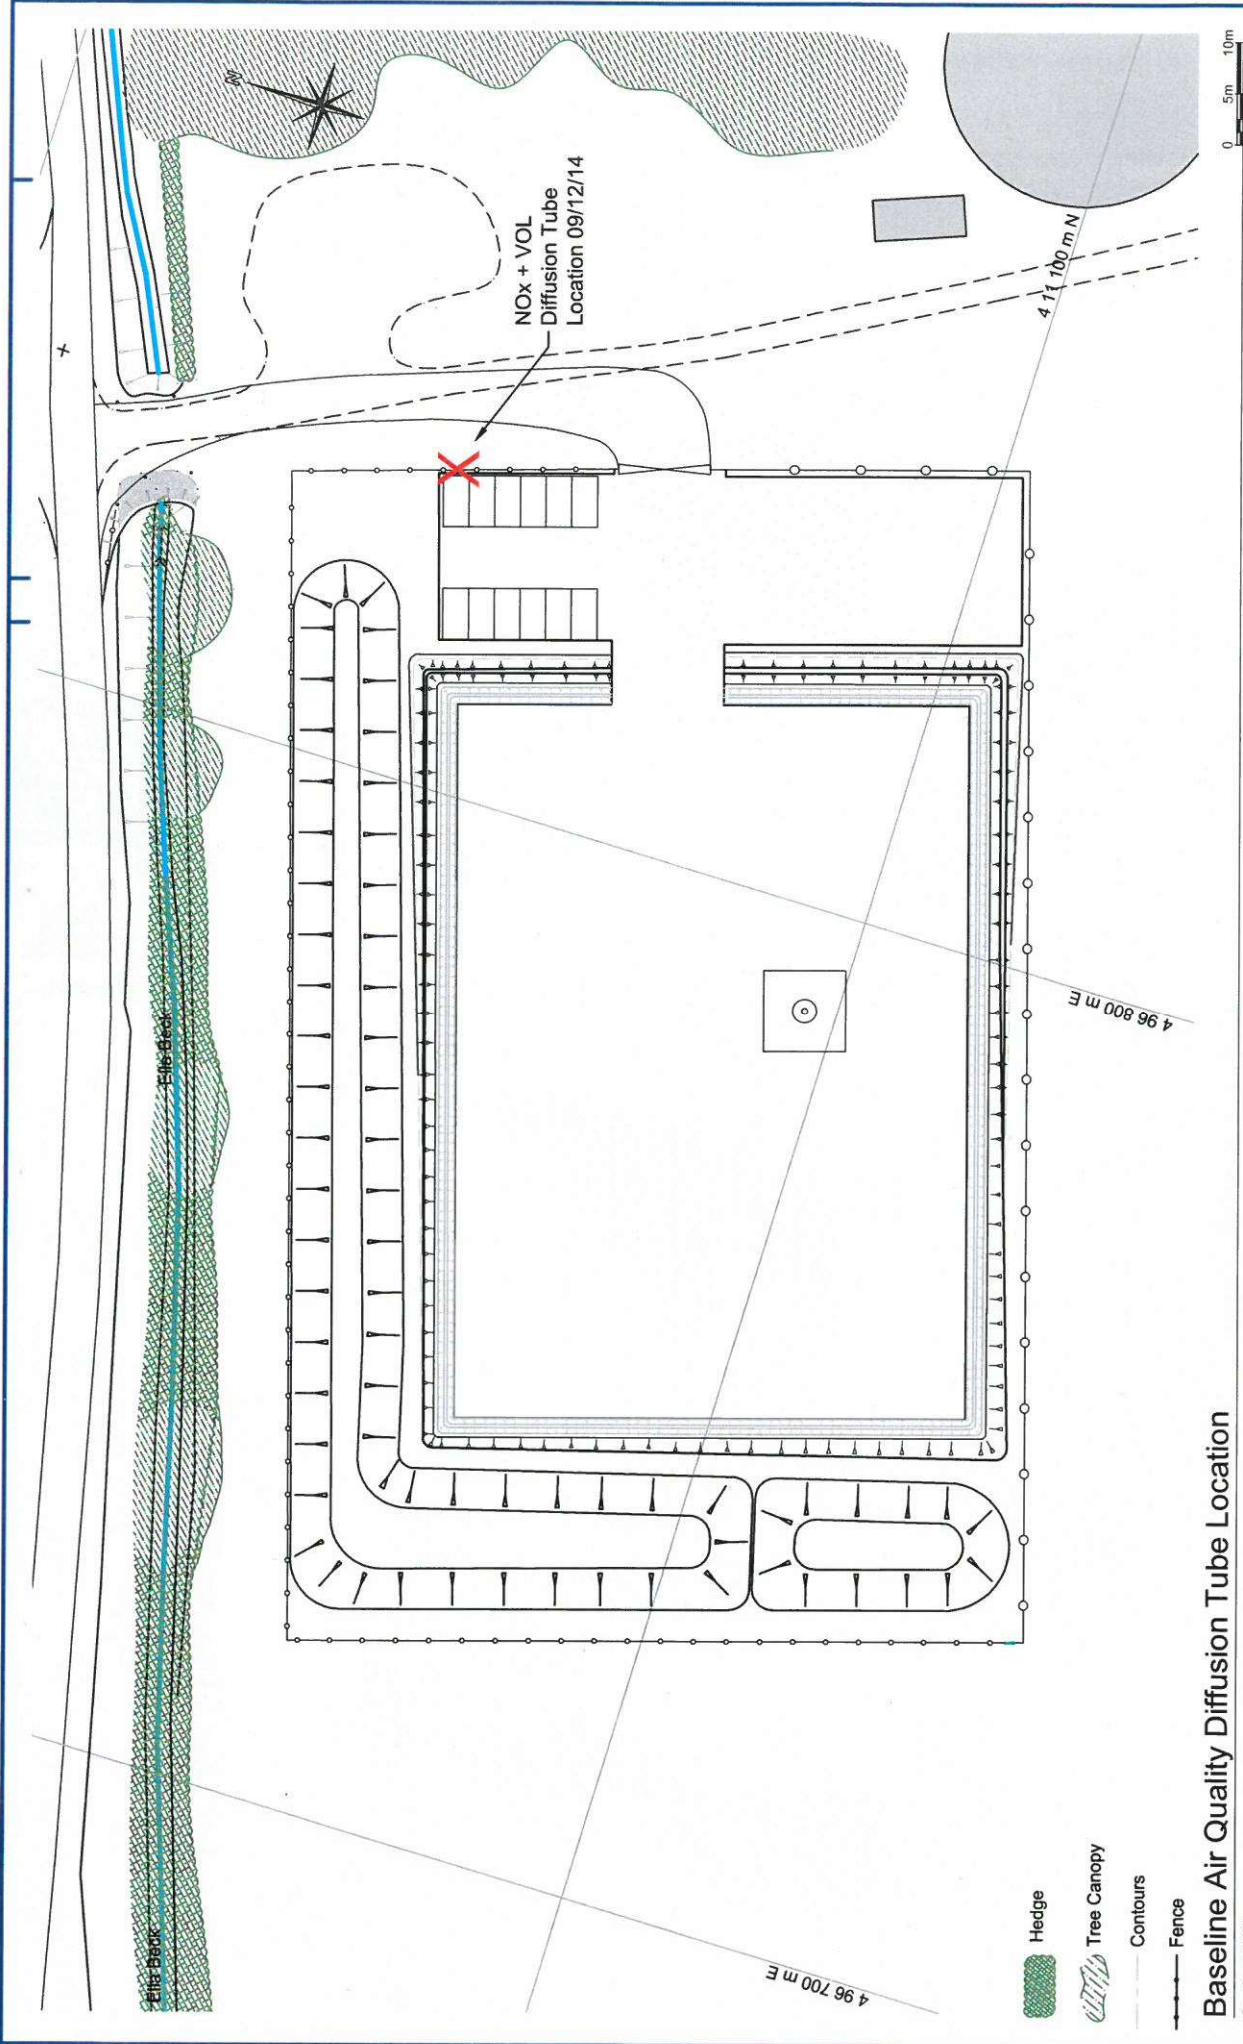 N
Ella Beck
Ella Beck
NOx + VOL
Diffusion Tube
Location 09/12/14
4 11 100 m N
4 96 800 m E
4 96 700 m E
Hedge
Tree Canopy
Contours
Fence
Baseline Air Quality Diffusion Tube Location
0 5m 10m